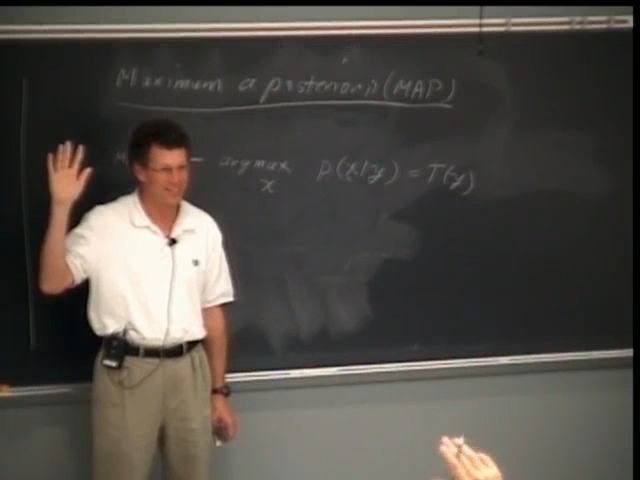 Maximum a posteriori (MAP)
= argmax p(x/y) = T(y)
x